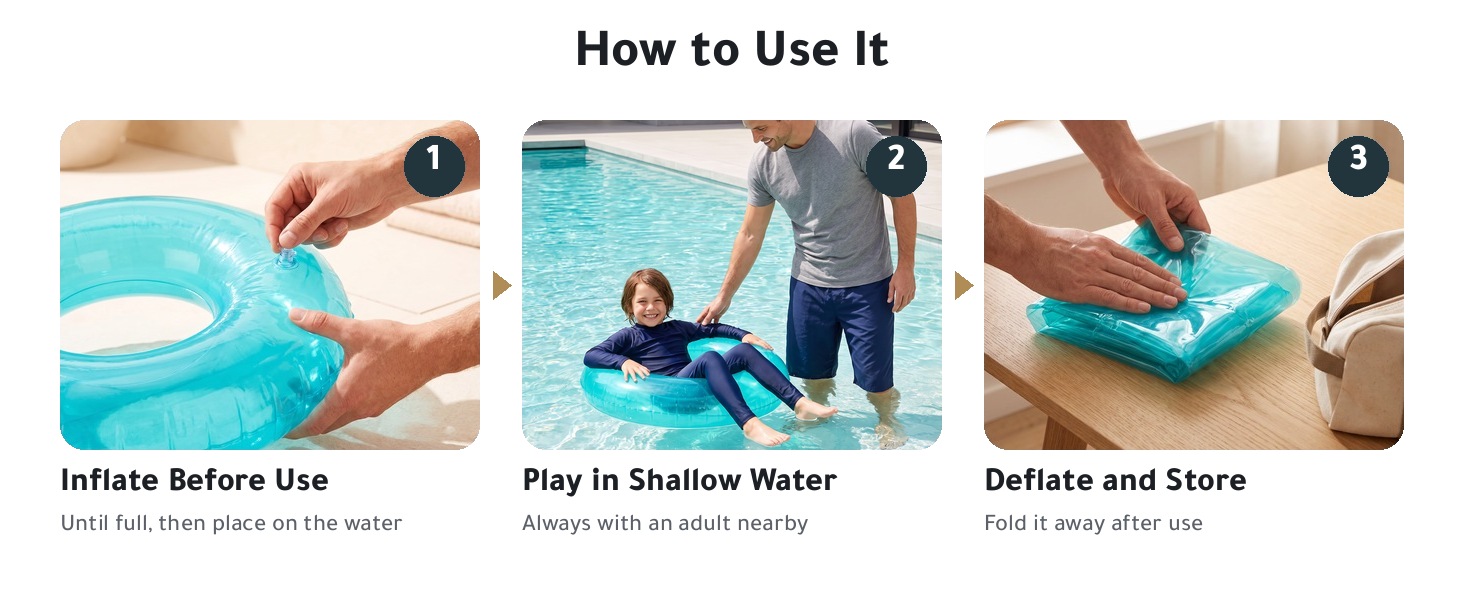 How to Use It
1
2
3
Inflate Before Use
Until full, then place on the water
Play in Shallow Water
Always with an adult nearby
Deflate and Store
Fold it away after use